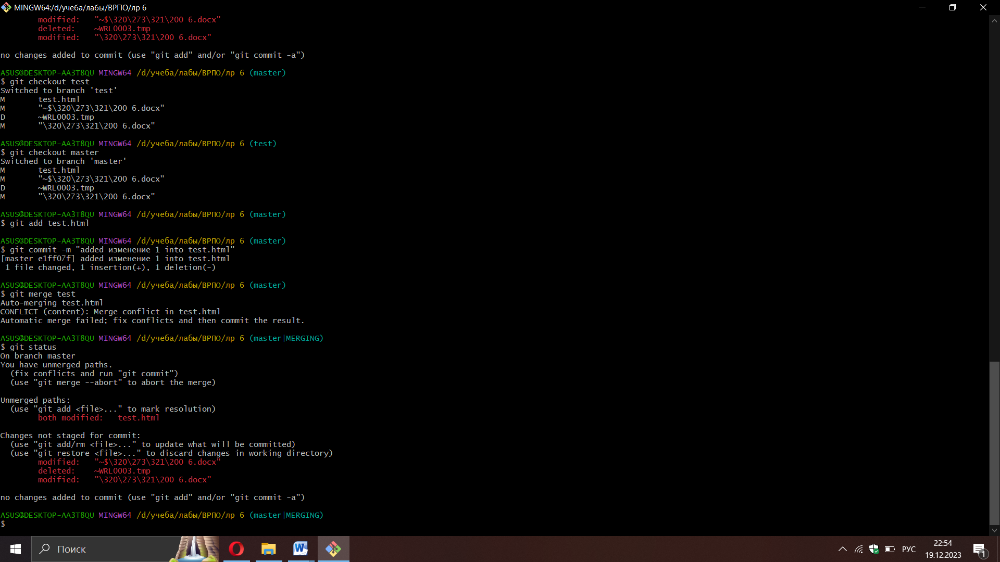 MINGW64:/d/учеба/лабы/ВРПО/лр 6
modified:   "~$\320\273\321\200 6.docx"
deleted:    ~WRL0003.tmp
modified:   "\320\273\321\200 6.docx"
no changes added to commit (use "git add" and/or "git commit -a")
ASUS@DESKTOP-AA3T8QU MINGW64 /d/учеба/лабы/ВРПО/лр 6 (master)
$ git checkout test
Switched to branch 'test'
M       test.html
M       "~$\320\273\321\200 6.docx"
D       ~WRL0003.tmp
M       "\320\273\321\200 6.docx"
ASUS@DESKTOP-AA3T8QU MINGW64 /d/учеба/лабы/ВРПО/лр 6 (test)
$ git checkout master
Switched to branch 'master'
M       test.html
M       "~$\320\273\321\200 6.docx"
D       ~WRL0003.tmp
M       "\320\273\321\200 6.docx"
ASUS@DESKTOP-AA3T8QU MINGW64 /d/учеба/лабы/ВРПО/лр 6 (master)
$ git add test.html
ASUS@DESKTOP-AA3T8QU MINGW64 /d/учеба/лабы/ВРПО/лр 6 (master)
$ git commit -m "added изменение 1 into test.html"
[master e1ff07f] added изменение 1 into test.html
 1 file changed, 1 insertion(+), 1 deletion(-)
ASUS@DESKTOP-AA3T8QU MINGW64 /d/учеба/лабы/ВРПО/лр 6 (master)
$ git merge test
Auto-merging test.html
CONFLICT (content): Merge conflict in test.html
Automatic merge failed; fix conflicts and then commit the result.
ASUS@DESKTOP-AA3T8QU MINGW64 /d/учеба/лабы/ВРПО/лр 6 (master|MERGING)
$ git status
On branch master
You have unmerged paths.
  (fix conflicts and run "git commit")
  (use "git merge --abort" to abort the merge)
Unmerged paths:
  (use "git add <file>..." to mark resolution)
        both modified:   test.html
Changes not staged for commit:
  (use "git add/rm <file>..." to update what will be committed)
  (use "git restore <file>..." to discard changes in working directory)
        modified:   "~$\320\273\321\200 6.docx"
        deleted:    ~WRL0003.tmp
        modified:   "\320\273\321\200 6.docx"
no changes added to commit (use "git add" and/or "git commit -a")
ASUS@DESKTOP-AA3T8QU MINGW64 /d/учеба/лабы/ВРПО/лр 6 (master|MERGING)
$
Поиск
РУС
22:54
19.12.2023
1